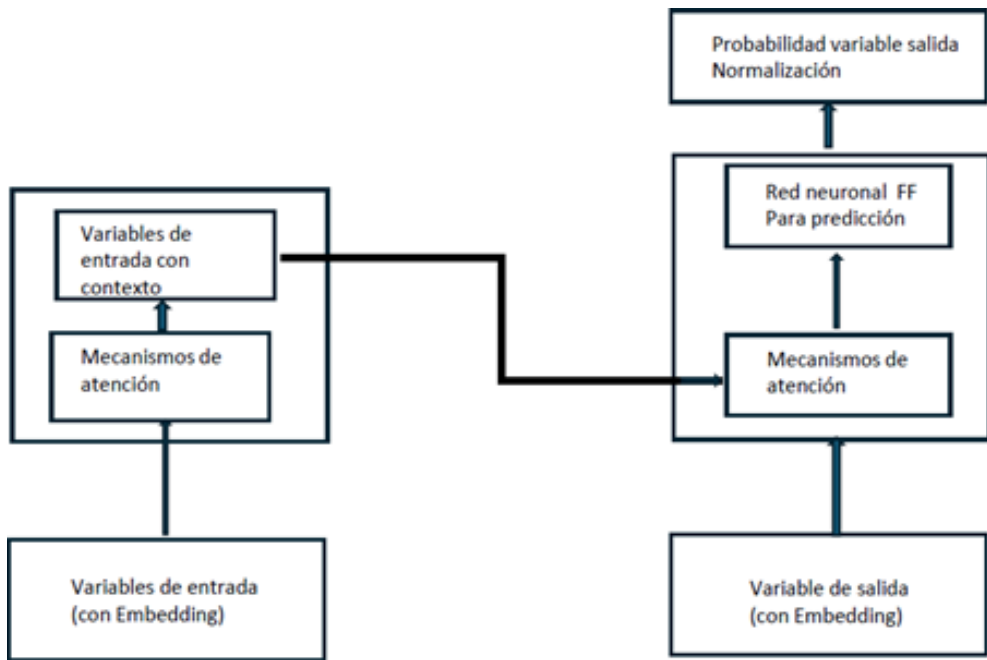 Probabilidad variable salida
Normalización
Red neuronal FF
Para predicción
Variables de
entrada con
contexto
Mecanismos de
atención
Mecanismos de
atención
Variables de entrada
(con Embedding)
Variable de salida
(con Embedding)